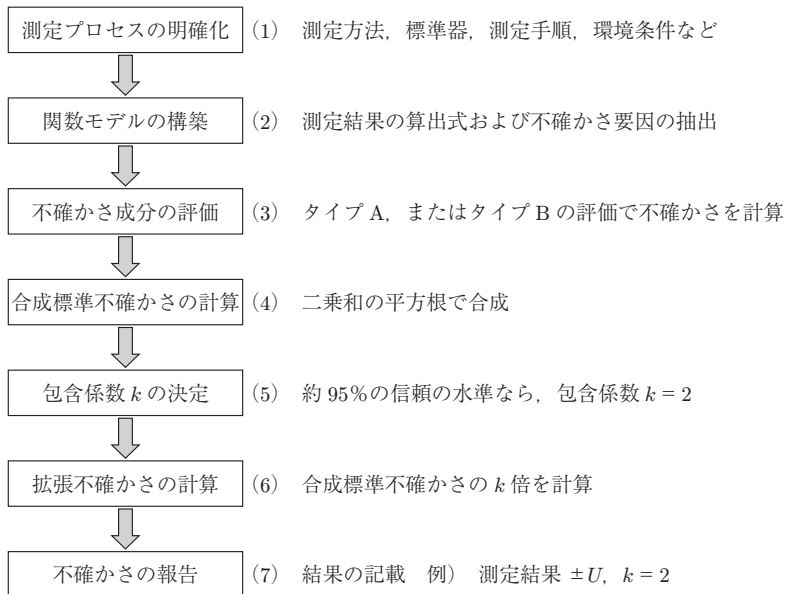 測定プロセスの明確化 (1) 測定方法，標準器，測定手順，環境条件など
関数モデルの構築 (2) 測定結果の算出式および不確かさ要因の抽出
不確かさ成分の評価 (3) タイプ A，またはタイプ B の評価で不確かさを計算
合成標準不確かさの計算 (4) 二乗和の平方根で合成
包含係数 k の決定 (5) 約 95％の信頼の水準なら，包含係数 k = 2
拡張不確かさの計算 (6) 合成標準不確かさの k 倍を計算
不確かさの報告 (7) 結果の記載 例） 測定結果 ±U，k = 2